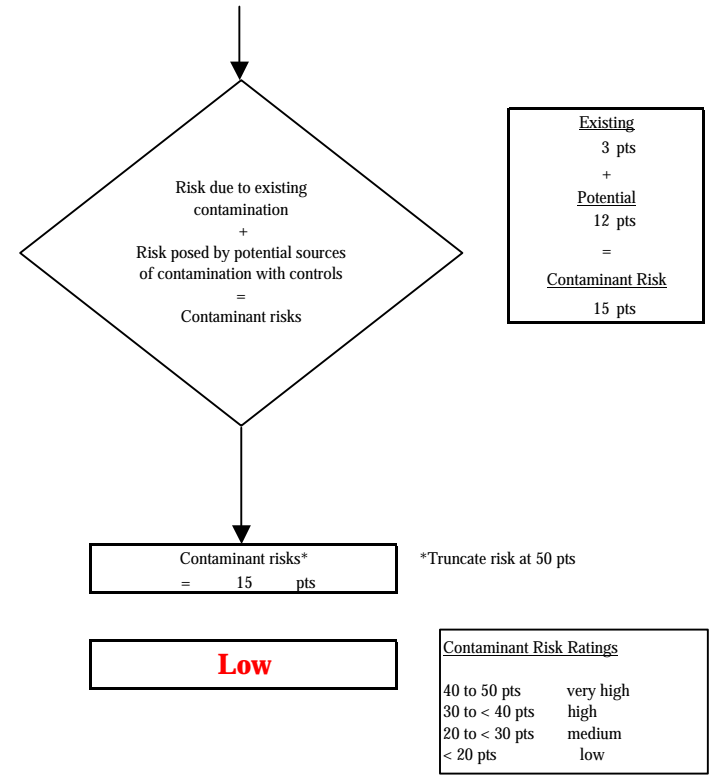 Risk due to existing
contamination
+
Risk posed by potential sources
of contamination with controls
=
Contaminant risks
Existing
3 pts
+
Potential
12 pts
=
Contaminant Risk
15 pts
Contaminant risks*
= 15 pts
*Truncate risk at 50 pts
Low
Contaminant Risk Ratings
40 to 50 pts very high
30 to < 40 pts high
20 to < 30 pts medium
< 20 pts low